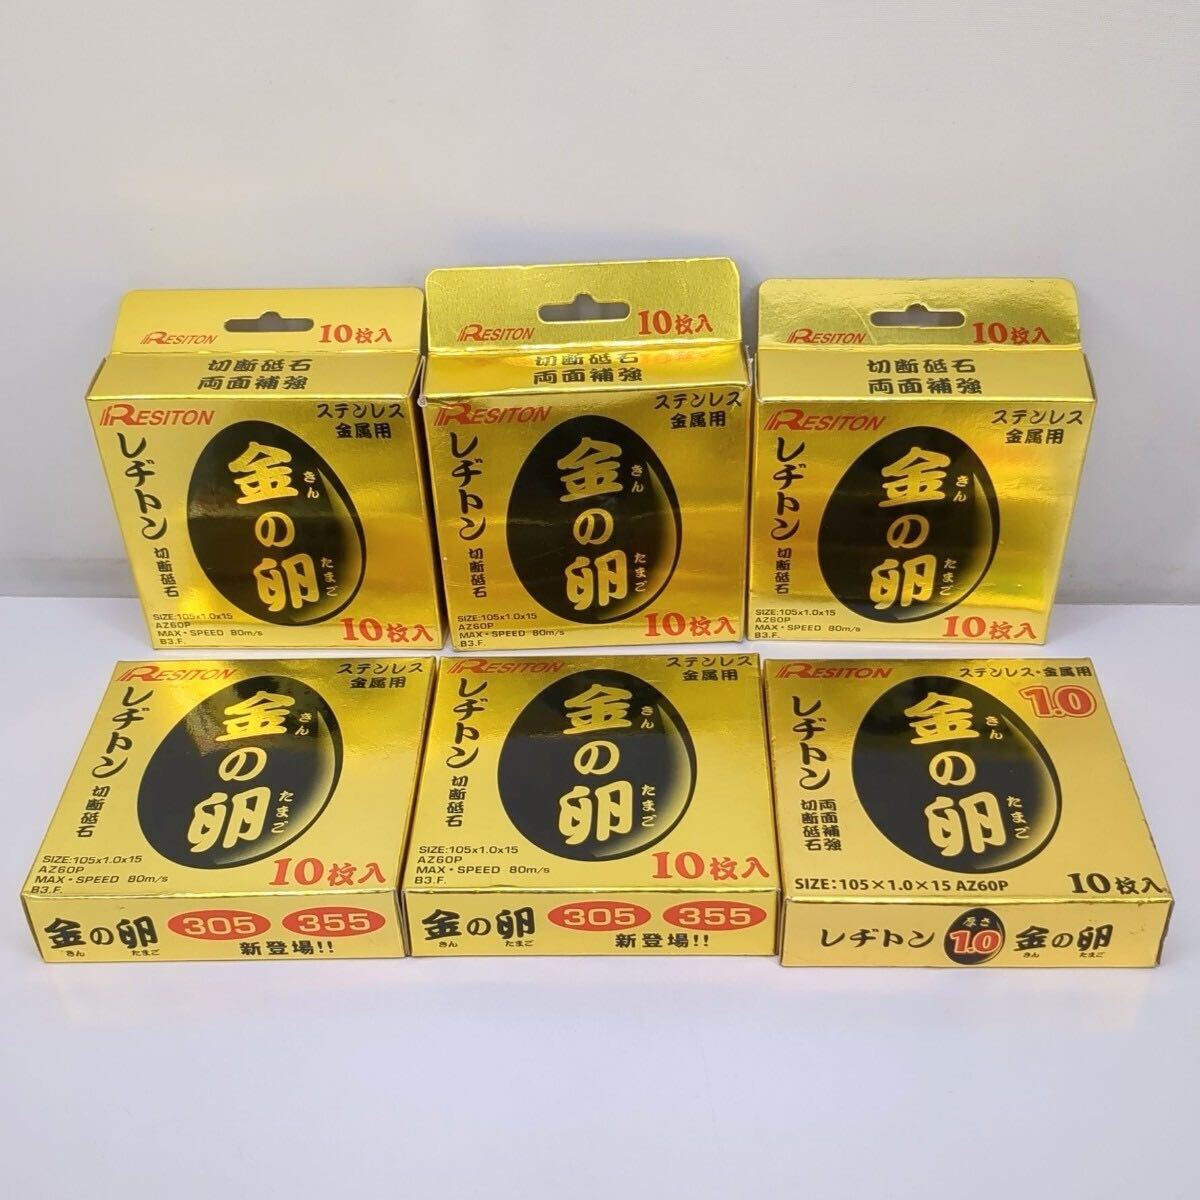 RESITON 10枚入
切断砥石
両面補強
RESITON ステンレス
金属用
レヂトン 切断砥石
金の卵
きん
たまご
SIZE:105x1.0x15
AZ60P
MAX・SPEED 80m/s
B3.F.
10枚入
RESITON 10枚入
切断砥石
両面補強
RESITON ステンレス
金属用
レヂトン 切断砥石
金の卵
きん
たまご
SIZE:105x1.0x15
AZ60P
MAX・SPEED 80m/s
B3.F.
10枚入
RESITON 10枚入
切断砥石
両面補強
RESITON ステンレス
金属用
レヂトン 切断砥石
金の卵
きん
たまご
SIZE:105x1.0x15
AZ60P
MAX・SPEED 80m/s
B3.F.
10枚入
RESITON ステンレス
金属用
レヂトン 切断砥石
金の卵
きん
たまご
SIZE:105x1.0x15
AZ60P
MAX・SPEED 80m/s
B3.F.
10枚入
金の卵 305 355
きん たまご 新登場!!
RESITON ステンレス
金属用
レヂトン 切断砥石
金の卵
きん
たまご
SIZE:105x1.0x15
AZ60P
MAX・SPEED 80m/s
B3.F.
10枚入
金の卵 305 355
きん たまご 新登場!!
RESITON ステンレス・金属用
1.0
レヂトン
両面補強
切断砥石
金の卵
きん
たまご
SIZE:105×1.0×15 AZ60P 10枚入
レヂトン 厚さ 1.0 金の卵
きん たまご